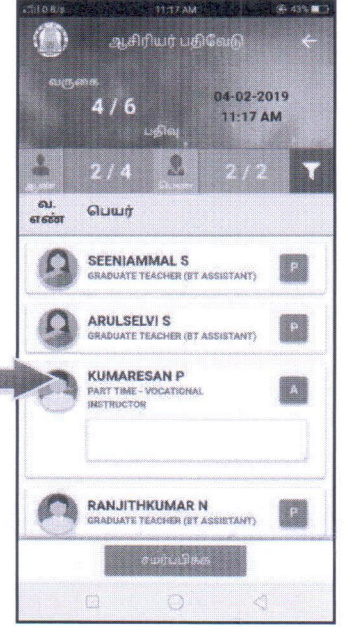 11:17 AM 43%
ஆசிரியர் பதிவேடு
வருகை
4 / 6
04-02-2019
11:17 AM
பதிவு
ஆண் 2 / 4 பெண் 2 / 2
வ. எண் பெயர்
SEENIAMMAL S
GRADUATE TEACHER (BT ASSISTANT)
P
ARULSELVI S
GRADUATE TEACHER (BT ASSISTANT)
P
KUMARESAN P
PART TIME - VOCATIONAL
INSTRUCTOR
A
RANJITHKUMAR N
GRADUATE TEACHER (BT ASSISTANT)
P
சமர்ப்பிக்க